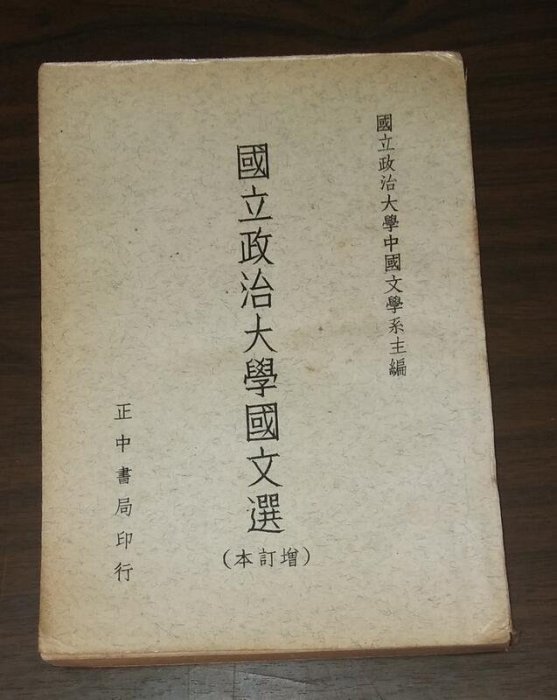 國立政治大學中國文學系主編
國立政治大學國文選
(增訂本)
正中書局印行